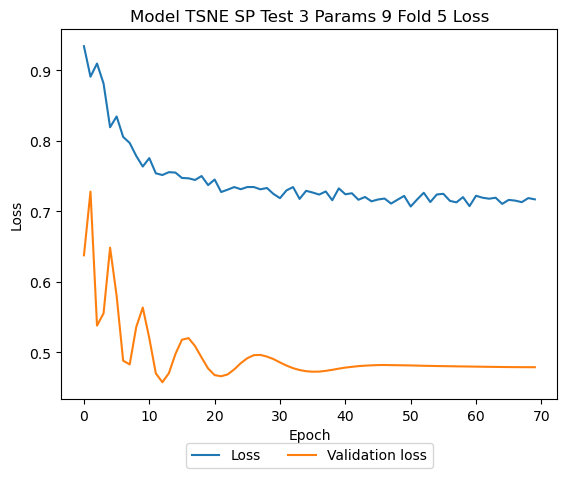 Model TSNE SP Test 3 Params 9 Fold 5 Loss
Loss
0.9
0.8
0.7
0.6
0.5
0 10 20 30 40 50 60 70
Epoch
Loss Validation loss